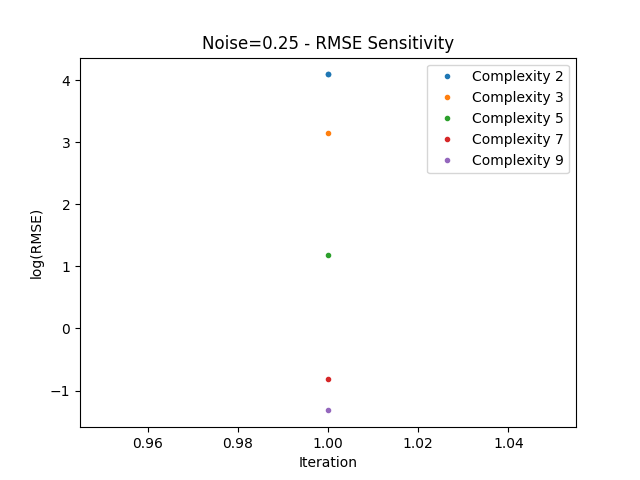 Noise=0.25 - RMSE Sensitivity
Complexity 2
Complexity 3
Complexity 5
Complexity 7
Complexity 9
log(RMSE)
4
3
2
1
0
−1
0.96 0.98 1.00 1.02 1.04
Iteration